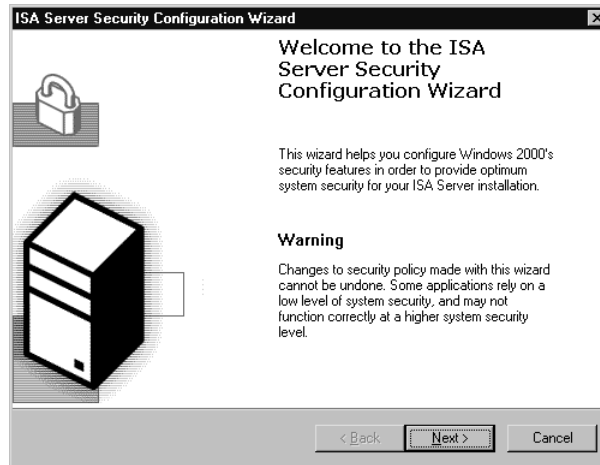 ISA Server Security Configuration Wizard
Welcome to the ISA
Server Security
Configuration Wizard
This wizard helps you configure Windows 2000's
security features in order to provide optimum
system security for your ISA Server installation.
Warning
Changes to security policy made with this wizard
cannot be undone. Some applications rely on a
low level of system security, and may not
function correctly at a higher system security
level.
< Back Next > Cancel